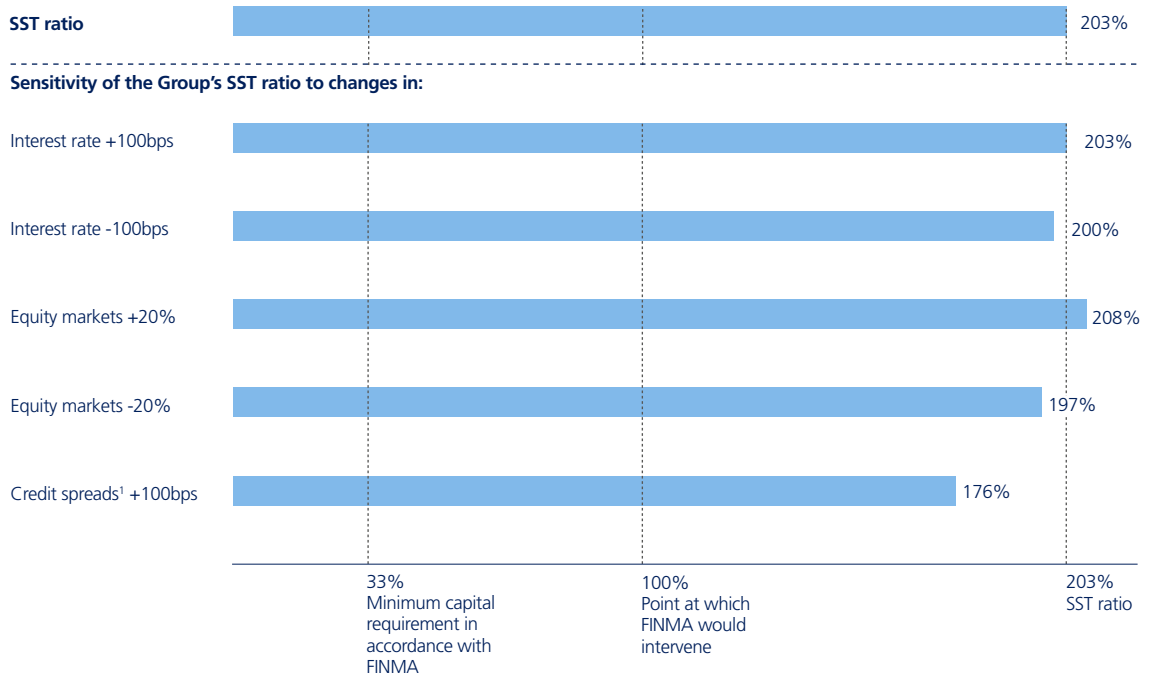 SST ratio
203%
Sensitivity of the Group's SST ratio to changes in:
Interest rate +100bps
203%
Interest rate -100bps
200%
Equity markets +20%
208%
Equity markets -20%
197%
Credit spreads¹ +100bps
176%
33%
Minimum capital
requirement in
accordance with
FINMA
100%
Point at which
FINMA would
intervene
203%
SST ratio